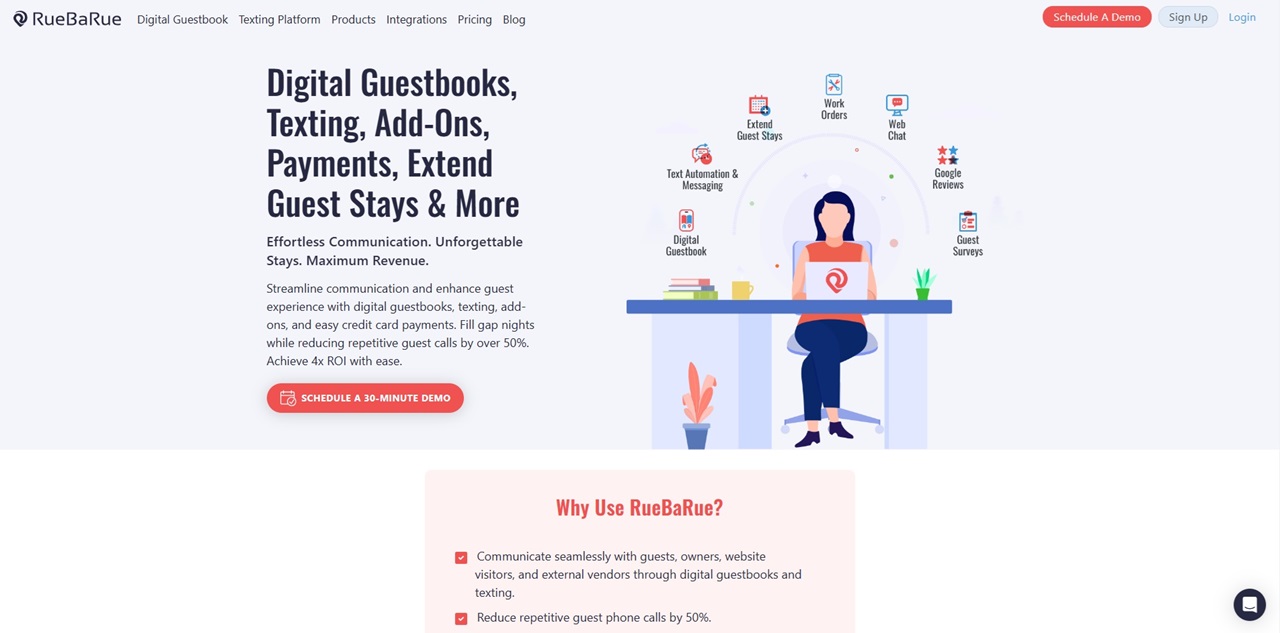 RueBaRue
Digital Guestbook Texting Platform Products Integrations Pricing Blog
Schedule A Demo Sign Up Login
Digital Guestbooks,
Texting, Add-Ons,
Payments, Extend
Guest Stays & More
Effortless Communication. Unforgettable
Stays. Maximum Revenue.
Streamline communication and enhance guest
experience with digital guestbooks, texting, add-
ons, and easy credit card payments. Fill gap nights
while reducing repetitive guest calls by over 50%.
Achieve 4x ROI with ease.
SCHEDULE A 30-MINUTE DEMO
Digital
Guestbook
Text Automation &
Messaging
Extend
Guest Stays
Work
Orders
Web
Chat
Google
Reviews
Guest
Surveys
Why Use RueBaRue?
Communicate seamlessly with guests, owners, website
visitors, and external vendors through digital guestbooks and
texting.
Reduce repetitive guest phone calls by 50%.